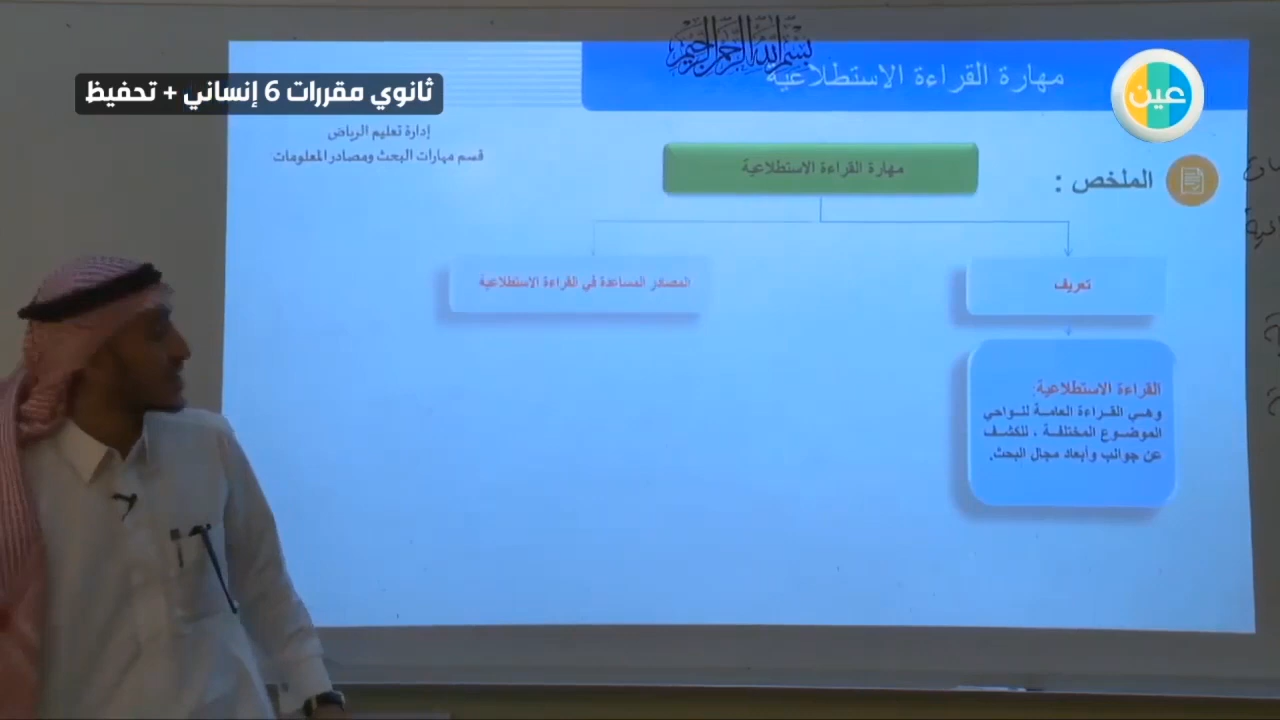 بسم الله الرحمن الرحيم
مهارة القراءة الاستطلاعية
عين
ثانوي مقررات 6 إنساني + تحفيظ
إدارة تعليم الرياض
قسم مهارات البحث ومصادر المعلومات
الملخص :
مهارة القراءة الاستطلاعية
تعريف
المصادر المساعدة في القراءة الاستطلاعية
القراءة الاستطلاعية:
وهي القراءة العامة لنواحي
الموضوع المختلفة ، للكشف
عن جوانب وأبعاد مجال البحث.